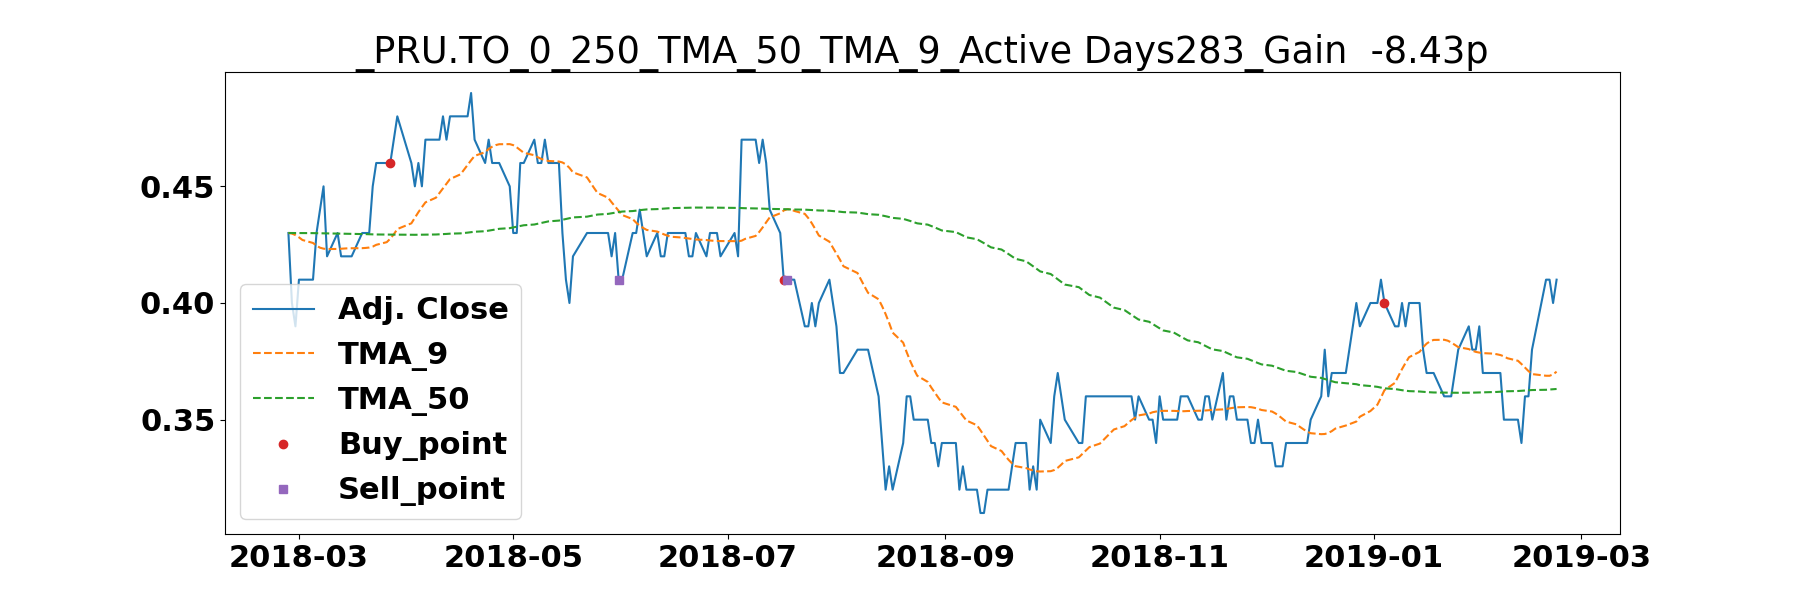 _PRU.TO_0_250_TMA_50_TMA_9_Active Days283_Gain  -8.43p
0.45
0.40
0.35
Adj. Close
TMA_9
TMA_50
Buy_point
Sell_point
2018-03 2018-05 2018-07 2018-09 2018-11 2019-01 2019-03